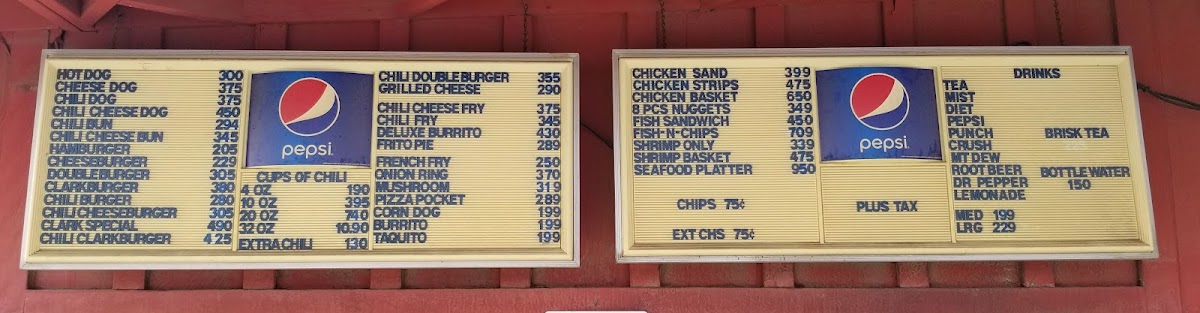 HOT DOG 300
CHEESE DOG 375
CHILI DOG 375
CHILI CHEESE DOG 450
CHILI BUN 294
CHILI CHEESE BUN 345
HAMBURGER 205
CHEESEBURGER 229
DOUBLE BURGER 305
CLARKBURGER 380
CHILI BURGER 280
CHILI CHEESEBURGER 305
CLARK SPECIAL 490
CHILI CLARKBURGER 4 25
pepsi
CUPS OF CHILI
4 OZ 190
10 OZ 395
20 OZ 740
32 OZ 10.90
EXTRA CHILI 130
CHILI DOUBLE BURGER 355
GRILLED CHEESE 290
CHILI CHEESE FRY 375
CHILI FRY 345
DELUXE BURRITO 430
FRITO PIE 289
FRENCH FRY 250
ONION RING 370
MUSHROOM 319
PIZZA POCKET 289
CORN DOG 199
BURRITO 199
TAQUITO 199
CHICKEN SAND 399
CHICKEN STRIPS 475
CHICKEN BASKET 650
8 PCS NUGGETS 349
FISH SANDWICH 450
FISH-N-CHIPS 709
SHRIMP ONLY 339
SHRIMP BASKET 475
SEAFOOD PLATTER 950
CHIPS 75¢
EXT CHS 75¢
pepsi
PLUS TAX
DRINKS
TEA
MIST
DIET
PEPSI
PUNCH
CRUSH
MT DEW
ROOT BEER
DR PEPPER
LEMONADE
MED 199
LRG 229
BRISK TEA
BOTTLE WATER
150